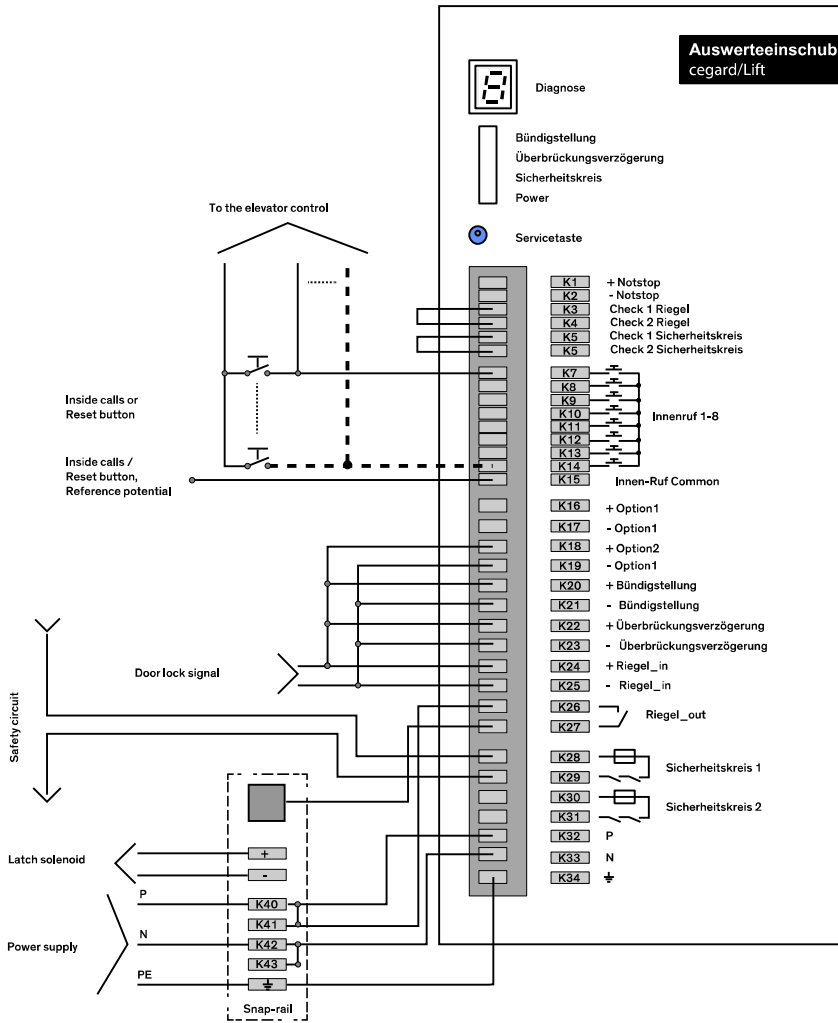 Auswerteeinschub
cegard/Lift
Diagnose
Bündigstellung
Überbrückungsverzögerung
Sicherheitskreis
Power
Servicetaste
To the elevator control
K1 + Notstop
K2 - Notstop
K3 Check 1 Riegel
K4 Check 2 Riegel
K5 Check 1 Sicherheitskreis
K5 Check 2 Sicherheitskreis
K7
K8
K9
K10
K11
K12
K13
K14
Innenruf 1-8
K15 Innen-Ruf Common
Inside calls or
Reset button
Inside calls /
Reset button,
Reference potential
K16 + Option1
K17 - Option1
K18 + Option2
K19 - Option1
K20 + Bündigstellung
K21 - Bündigstellung
K22 + Überbrückungsverzögerung
K23 - Überbrückungsverzögerung
K24 + Riegel_in
K25 - Riegel_in
K26
K27
Riegel_out
Door lock signal
Safety circuit
K28
K29
Sicherheitskreis 1
K30
K31
Sicherheitskreis 2
K32 P
K33 N
K34
Latch solenoid
+
-
Power supply
P
N
PE
K40
K41
K42
K43
Snap-rail